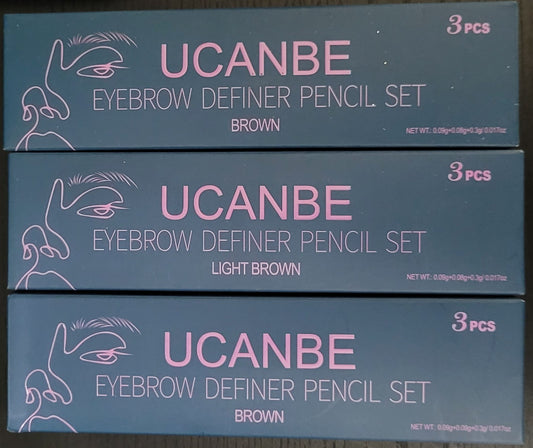 3 PCS
UCANBE
EYEBROW DEFINER PENCIL SET
BROWN
NET WT.: 0.09g+0.08g+0.3g/ 0.017oz
3 PCS
UCANBE
EYEBROW DEFINER PENCIL SET
LIGHT BROWN
NET WT.: 0.09g+0.08g+0.3g/ 0.017oz
3 PCS
UCANBE
EYEBROW DEFINER PENCIL SET
BROWN
NET WT.: 0.09g+0.09g+0.3g/ 0.017oz